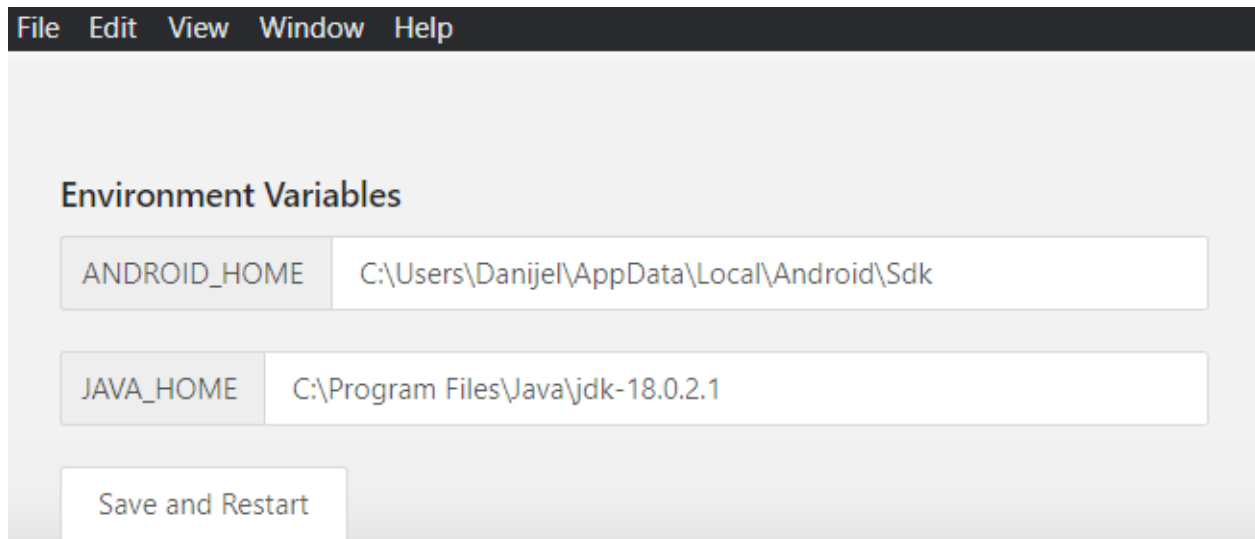 File Edit View Window Help
Environment Variables
ANDROID_HOME C:\Users\Danijel\AppData\Local\Android\Sdk
JAVA_HOME C:\Program Files\Java\jdk-18.0.2.1
Save and Restart